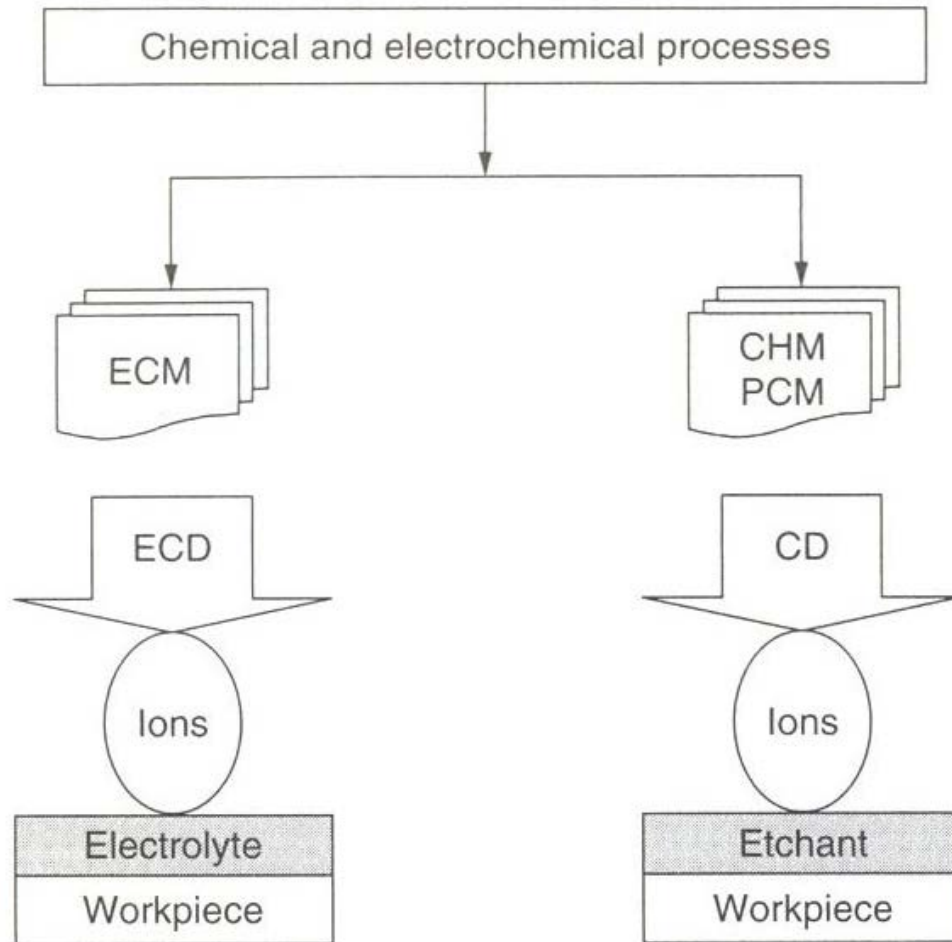 Chemical and electrochemical processes
ECM
CHM
PCM
ECD
CD
Ions
Ions
Electrolyte
Etchant
Workpiece
Workpiece